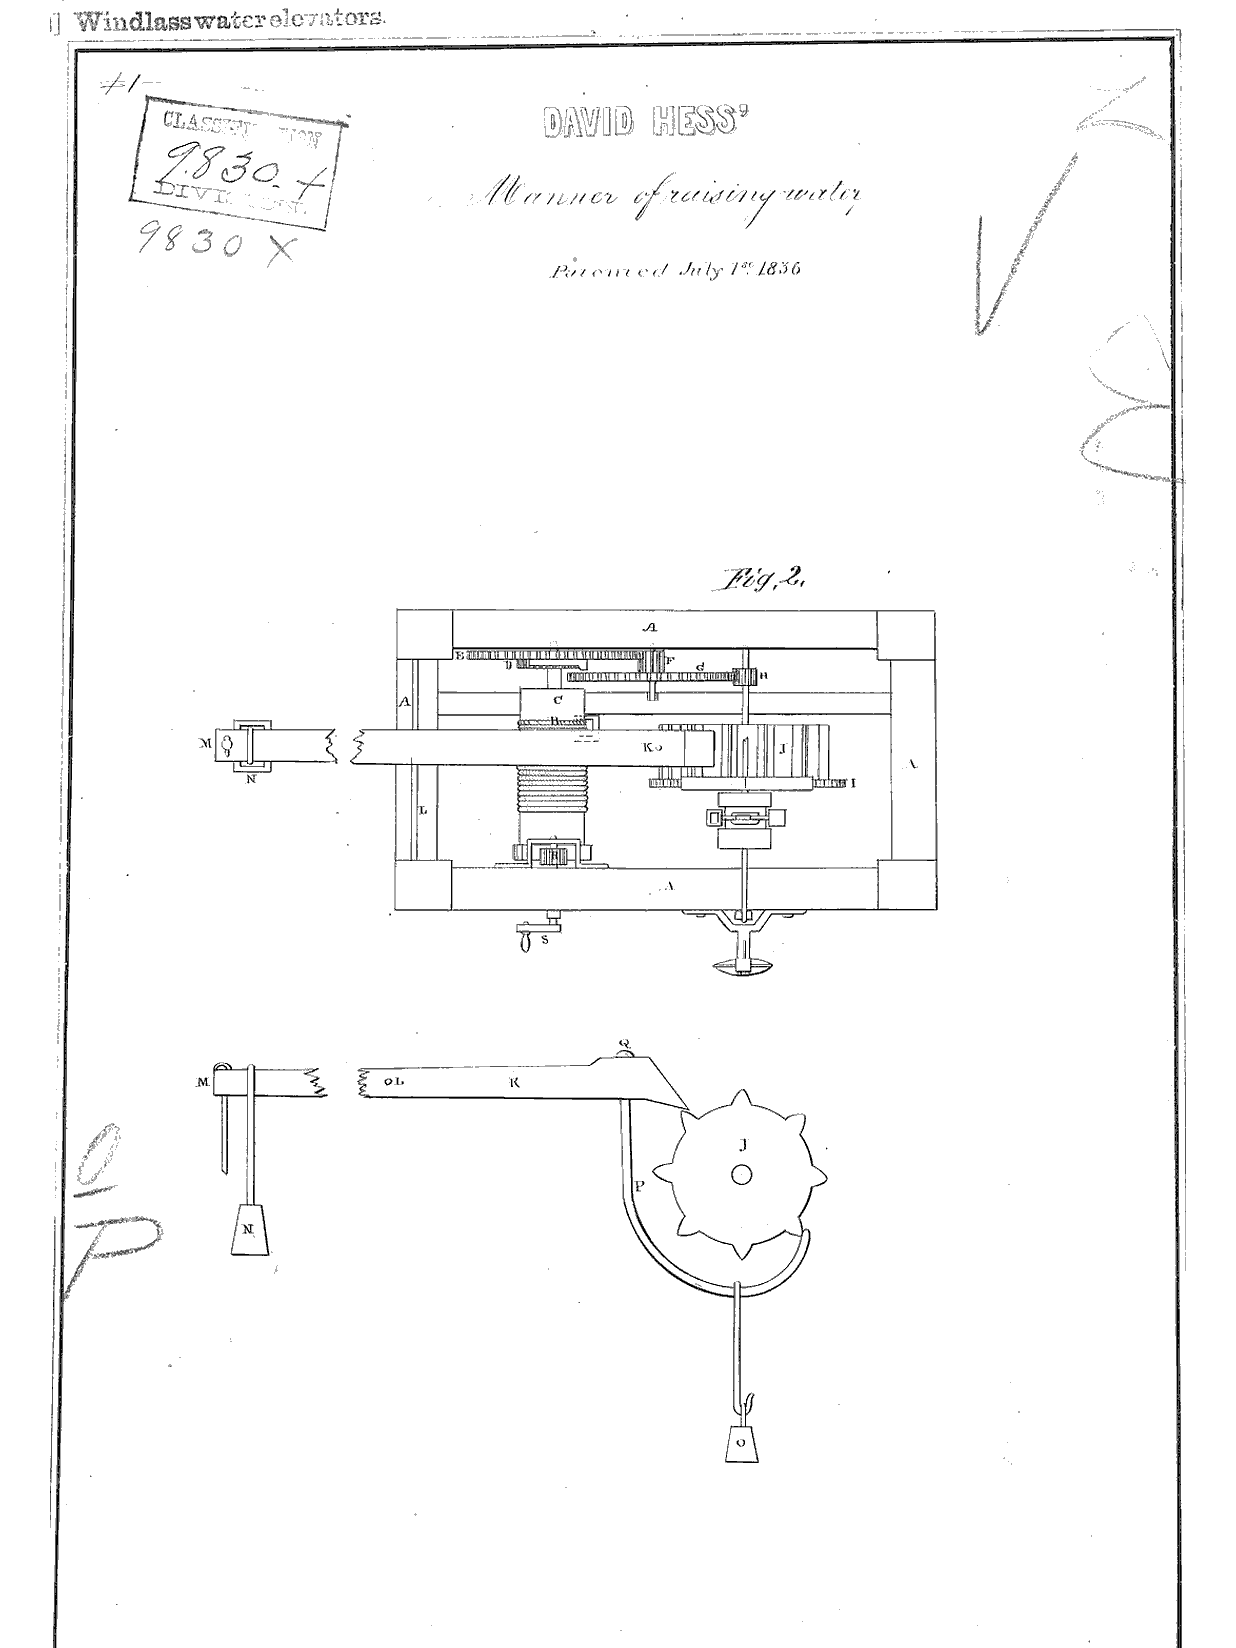 Windlass water elevators.
#1
CLASSIFICATION
9830 X
DIVISION.
9830 X
DAVID HESS'
Manner of raising water
Patented July 1st 1836
Fig. 2.
A
E
D
F
G
H
A
C
B
M
K
J
N
A
I
L
R
A
S
Q
M
L
K
J
P
N
O